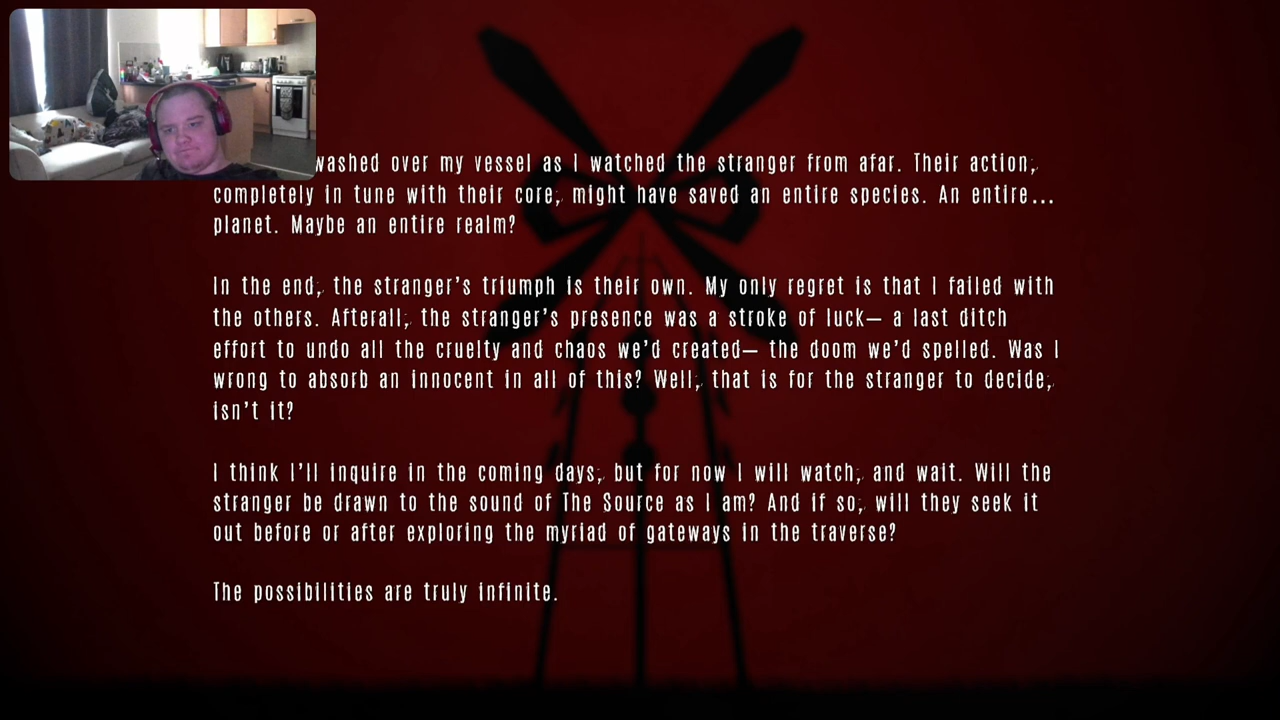 washed over my vessel as I watched the stranger from afar. Their action,
completely in tune with their core, might have saved an entire species. An entire...
planet. Maybe an entire realm?
In the end, the stranger's triumph is their own. My only regret is that I failed with
the others. Afterall, the stranger's presence was a stroke of luck— a last ditch
effort to undo all the cruelty and chaos we'd created— the doom we'd spelled. Was I
wrong to absorb an innocent in all of this? Well, that is for the stranger to decide,
isn't it?
I think I'll inquire in the coming days, but for now I will watch, and wait. Will the
stranger be drawn to the sound of The Source as I am? And if so, will they seek it
out before or after exploring the myriad of gateways in the traverse?
The possibilities are truly infinite.